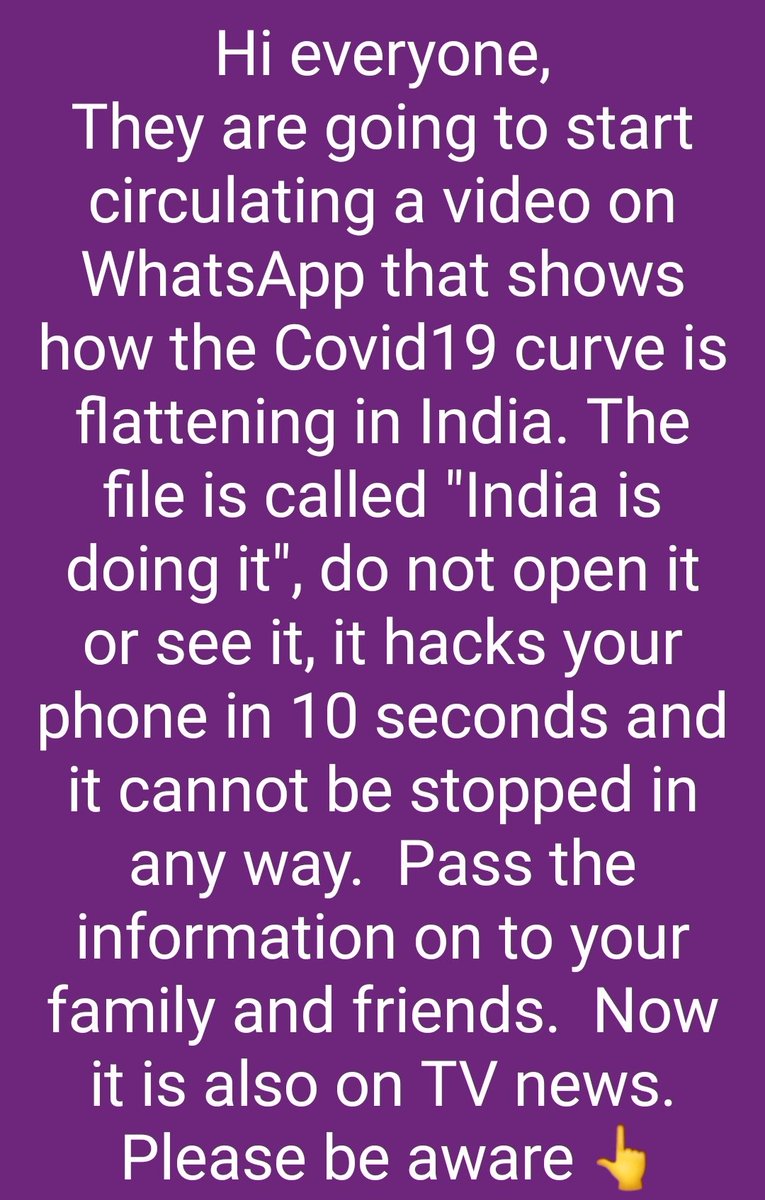 Hi everyone,
They are going to start
circulating a video on
WhatsApp that shows
how the Covid19 curve is
flattening in India. The
file is called "India is
doing it", do not open it
or see it, it hacks your
phone in 10 seconds and
it cannot be stopped in
any way.  Pass the
information on to your
family and friends.  Now
it is also on TV news.
Please be aware 👆